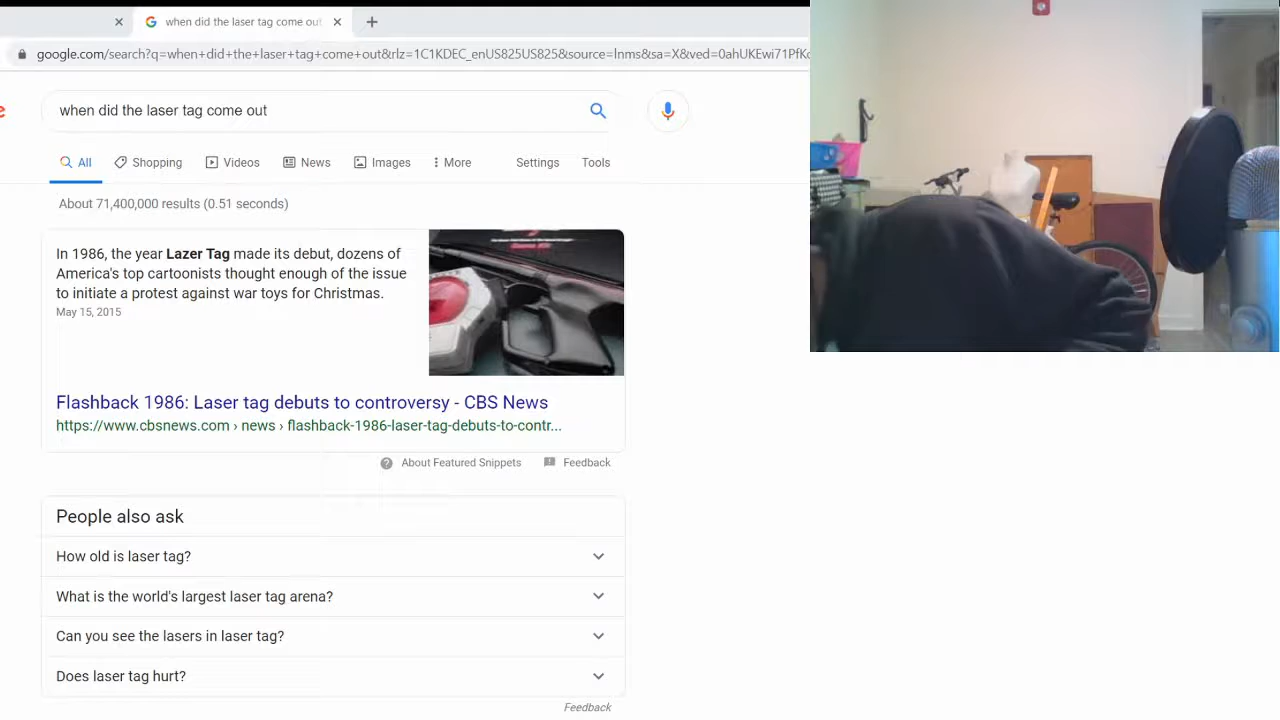 when did the laser tag come out
google.com/search?q=when+did+the+laser+tag+come+out&rlz=1C1KDEC_enUS825US825&source=lnms&sa=X&ved=0ahUKEwi71PfKc
e
when did the laser tag come out
All
Shopping
Videos
News
Images
More
Settings
Tools
About 71,400,000 results (0.51 seconds)
In 1986, the year Lazer Tag made its debut, dozens of
America's top cartoonists thought enough of the issue
to initiate a protest against war toys for Christmas.
May 15, 2015
Flashback 1986: Laser tag debuts to controversy - CBS News
https://www.cbsnews.com › news › flashback-1986-laser-tag-debuts-to-contr...
About Featured Snippets
Feedback
People also ask
How old is laser tag?
What is the world's largest laser tag arena?
Can you see the lasers in laser tag?
Does laser tag hurt?
Feedback